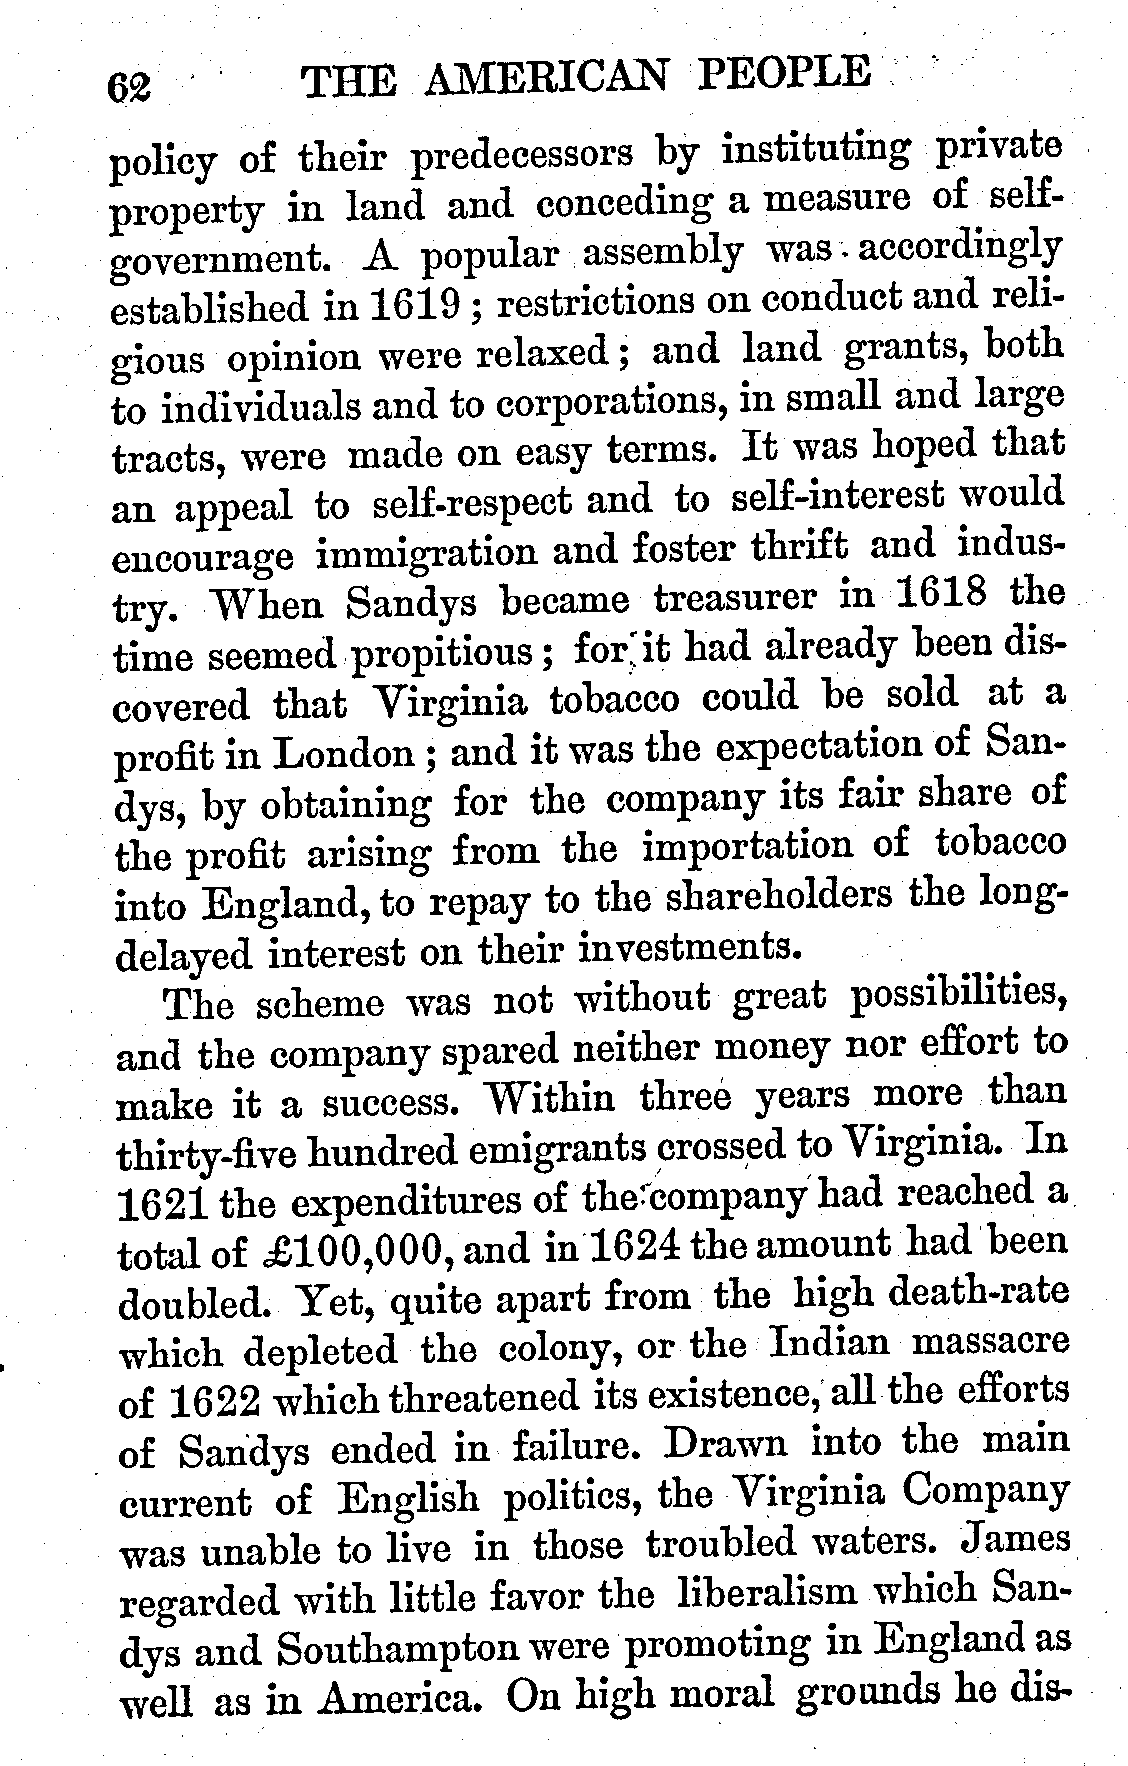 62 THE AMERICAN PEOPLE
policy of their predecessors by instituting private
property in land and conceding a measure of self-
government. A popular assembly was accordingly
established in 1619 ; restrictions on conduct and reli-
gious opinion were relaxed ; and land grants, both
to individuals and to corporations, in small and large
tracts, were made on easy terms. It was hoped that
an appeal to self-respect and to self-interest would
encourage immigration and foster thrift and indus-
try. When Sandys became treasurer in 1618 the
time seemed propitious ; for it had already been dis-
covered that Virginia tobacco could be sold at a
profit in London ; and it was the expectation of San-
dys, by obtaining for the company its fair share of
the profit arising from the importation of tobacco
into England, to repay to the shareholders the long-
delayed interest on their investments.
The scheme was not without great possibilities,
and the company spared neither money nor effort to
make it a success. Within three years more than
thirty-five hundred emigrants crossed to Virginia. In
1621 the expenditures of the company had reached a
total of £100,000, and in 1624 the amount had been
doubled. Yet, quite apart from the high death-rate
which depleted the colony, or the Indian massacre
of 1622 which threatened its existence, all the efforts
of Sandys ended in failure. Drawn into the main
current of English politics, the Virginia Company
was unable to live in those troubled waters. James
regarded with little favor the liberalism which San-
dys and Southampton were promoting in England as
well as in America. On high moral grounds he dis-